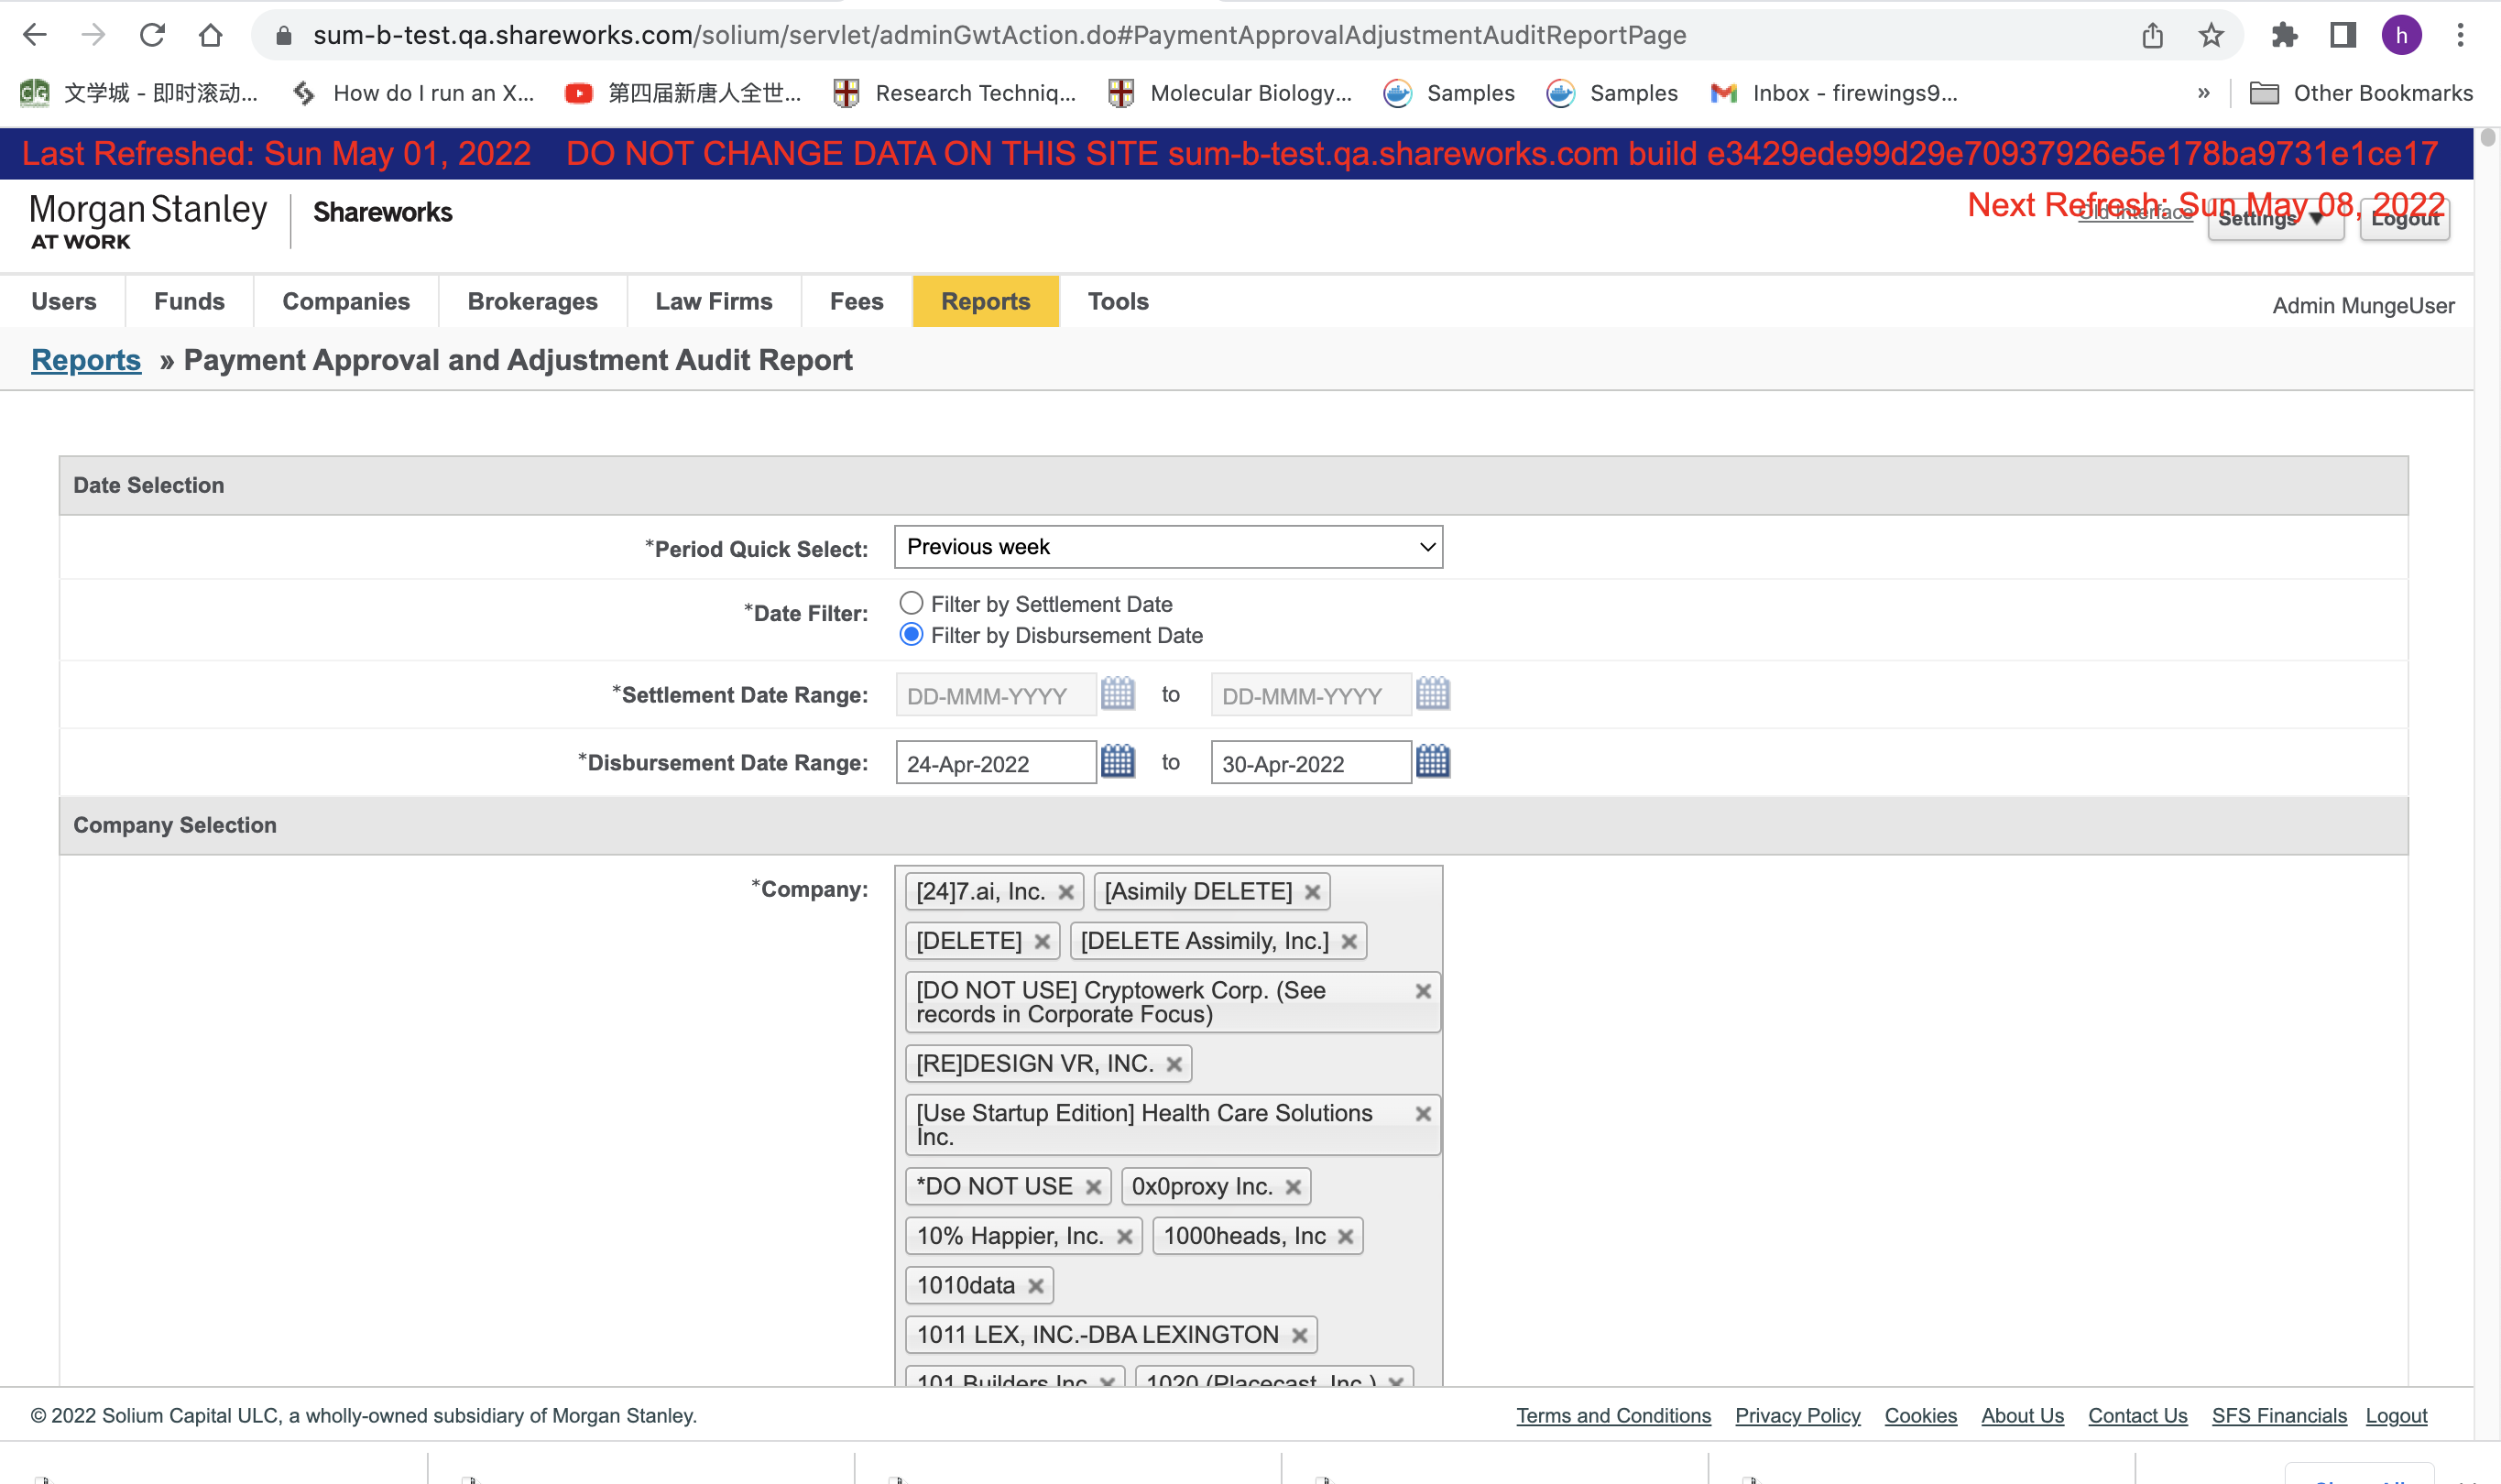 sum-b-test.qa.shareworks.com/solium/servlet/adminGwtAction.do#PaymentApprovalAdjustmentAuditReportPage
h
文学城 - 即时滚动... How do I run an X... 第四届新唐人全世... Research Techniq... Molecular Biology... Samples Samples Inbox - firewings9... » Other Bookmarks
Last Refreshed: Sun May 01, 2022 DO NOT CHANGE DATA ON THIS SITE sum-b-test.qa.shareworks.com build e3429ede99d29e70937926e5e178ba9731e1ce17
Next Refresh: Sun May 08, 2022
Morgan Stanley
AT WORK
Shareworks
Old Interface Settings ▼ Logout
Users Funds Companies Brokerages Law Firms Fees Reports Tools
Admin MungeUser
Reports » Payment Approval and Adjustment Audit Report
Date Selection
*Period Quick Select: Previous week
*Date Filter: Filter by Settlement Date
Filter by Disbursement Date
*Settlement Date Range: DD-MMM-YYYY to DD-MMM-YYYY
*Disbursement Date Range: 24-Apr-2022 to 30-Apr-2022
Company Selection
*Company: [24]7.ai, Inc. [Asimily DELETE]
[DELETE] [DELETE Assimily, Inc.]
[DO NOT USE] Cryptowerk Corp. (See
records in Corporate Focus)
[RE]DESIGN VR, INC.
[Use Startup Edition] Health Care Solutions
Inc.
*DO NOT USE 0x0proxy Inc.
10% Happier, Inc. 1000heads, Inc
1010data
1011 LEX, INC.-DBA LEXINGTON
101 Builders Inc 1020 (Placecast, Inc.)
© 2022 Solium Capital ULC, a wholly-owned subsidiary of Morgan Stanley.
Terms and Conditions Privacy Policy Cookies About Us Contact Us SFS Financials Logout